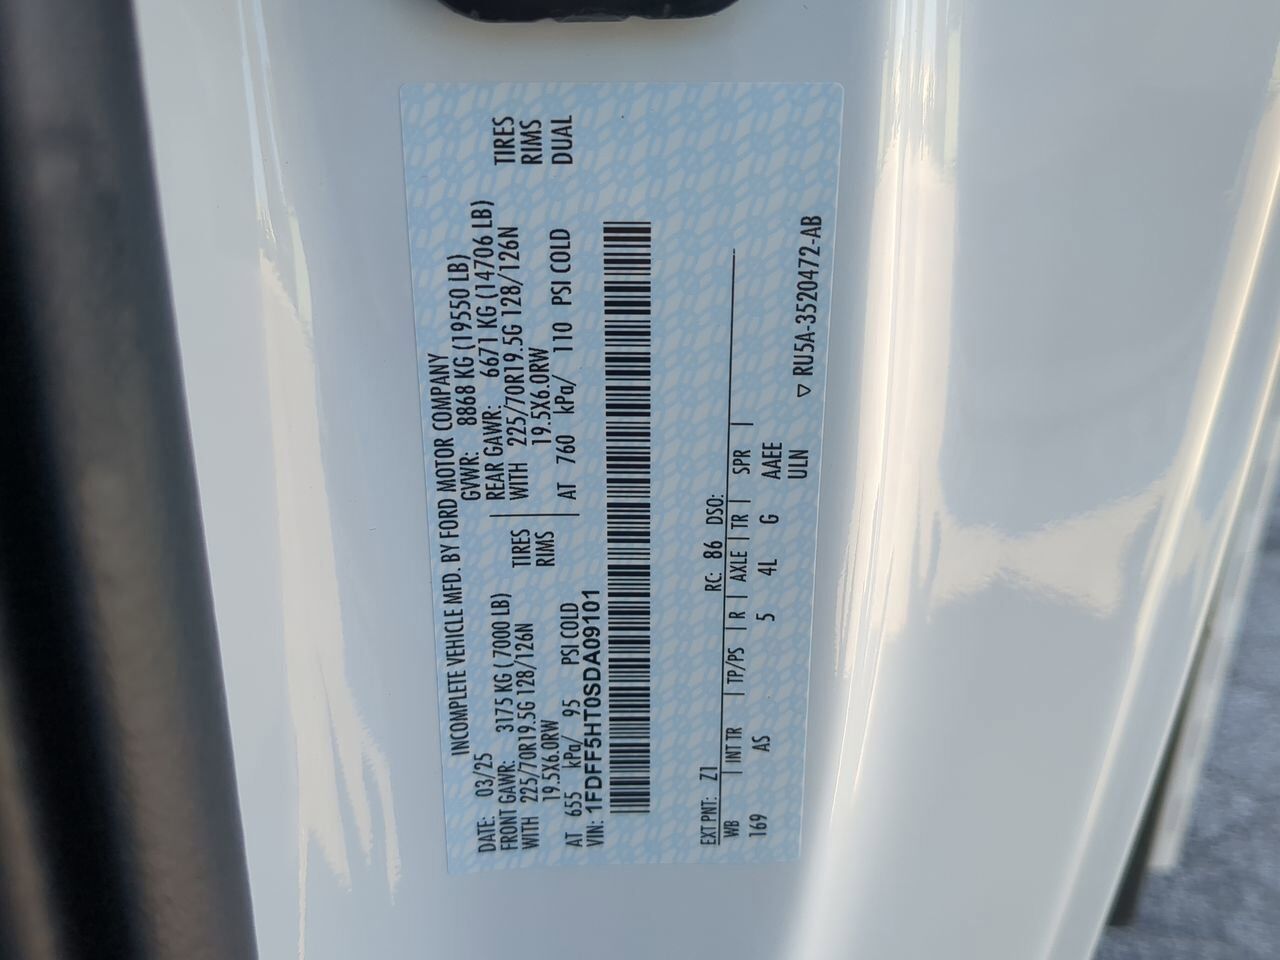 INCOMPLETE VEHICLE MFD. BY FORD MOTOR COMPANY
DATE: 03/25 GVWR: 8868 KG (19550 LB)
FRONT GAWR: 3175 KG (7000 LB) REAR GAWR: 6671 KG (14706 LB)
WITH 225/70R19.5G 128/126N TIRES WITH 225/70R19.5G 128/126N TIRES
19.5X6.0RW RIMS 19.5X6.0RW RIMS
AT 655 kPa/ 95 PSI COLD AT 760 kPa/ 110 PSI COLD DUAL
VIN: 1FDFF5HT0SDA09101
EXT PNT: Z1 RC: 86 DSO:
WB INT TR TP/PS R AXLE TR SPR
169 AS 5 4L G AAEE
ULN
▽ RU5A-3520472-AB